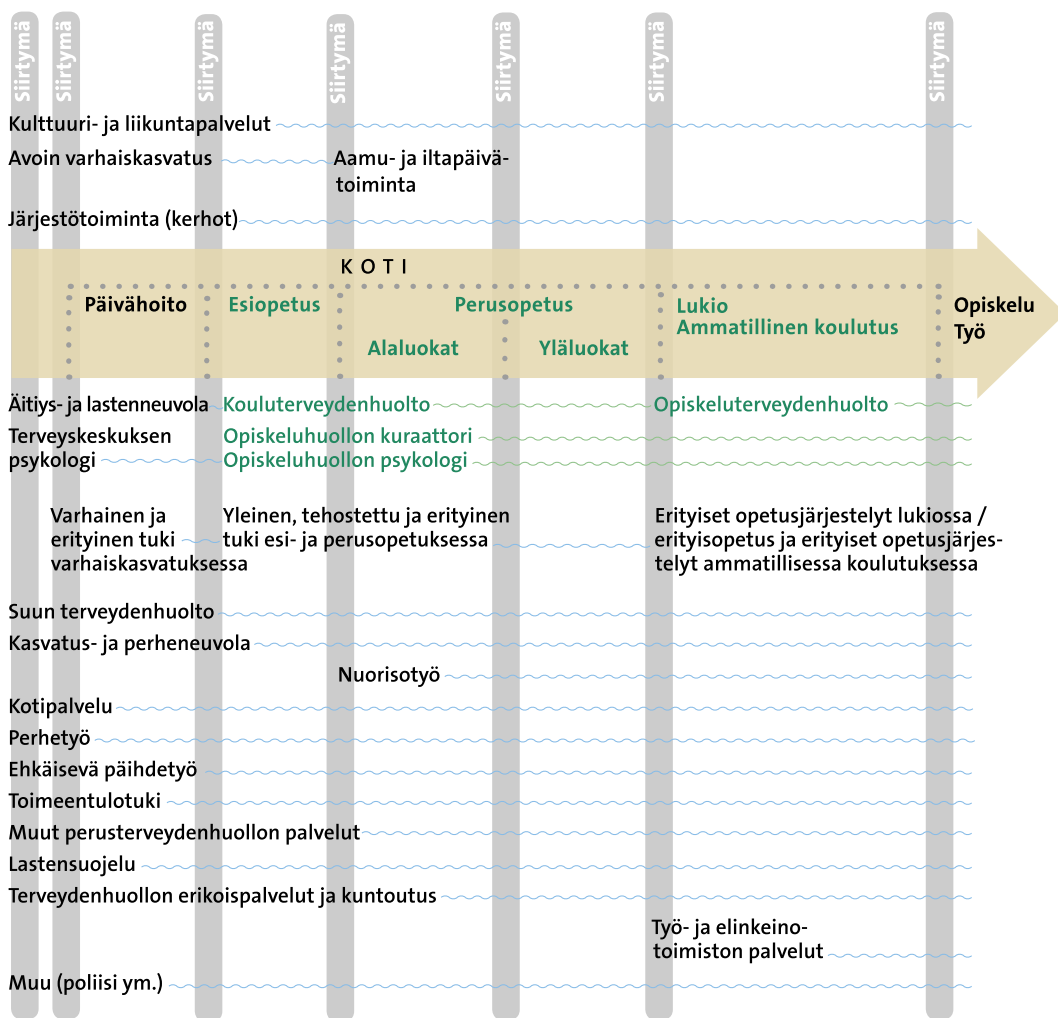 Siirtymä
Siirtymä
Siirtymä
Siirtymä
Siirtymä
Siirtymä
Siirtymä
Kulttuuri- ja liikuntapalvelut
Avoin varhaiskasvatus
Aamu- ja iltapäivä-
toiminta
Järjestötoiminta (kerhot)
KOTI
Päivähoito
Esiopetus
Perusopetus
Alaluokat
Yläluokat
Lukio
Ammatillinen koulutus
Opiskelu
Työ
Äitiys- ja lastenneuvola
Kouluterveydenhuolto
Opiskeluterveydenhuolto
Terveyskeskuksen
psykologi
Opiskeluhuollon kuraattori
Opiskeluhuollon psykologi
Varhainen ja
erityinen tuki
varhaiskasvatuksessa
Yleinen, tehostettu ja erityinen
tuki esi- ja perusopetuksessa
Erityiset opetusjärjestelyt lukiossa /
erityisopetus ja erityiset opetusjärjes-
telyt ammatillisessa koulutuksessa
Suun terveydenhuolto
Kasvatus- ja perheneuvola
Nuorisotyö
Kotipalvelu
Perhetyö
Ehkäisevä päihdetyö
Toimeentulotuki
Muut perusterveydenhuollon palvelut
Lastensuojelu
Terveydenhuollon erikoispalvelut ja kuntoutus
Työ- ja elinkeino-
toimiston palvelut
Muu (poliisi ym.)